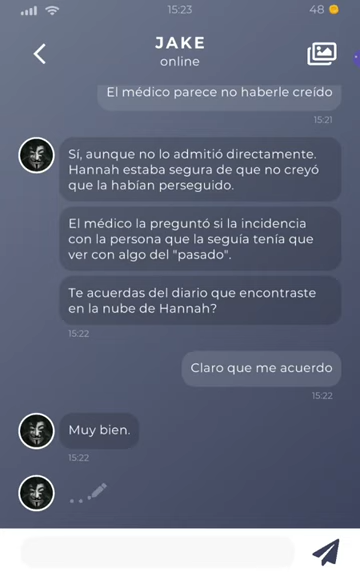 15:23
48
JAKE
online
El médico parece no haberle creído
15:21
Sí, aunque no lo admitió directamente.
Hannah estaba segura de que no creyó
que la habían perseguido.
El médico la preguntó si la incidencia
con la persona que la seguía tenía que
ver con algo del "pasado".
Te acuerdas del diario que encontraste
en la nube de Hannah?
15:22
Claro que me acuerdo
15:22
Muy bien.
15:22